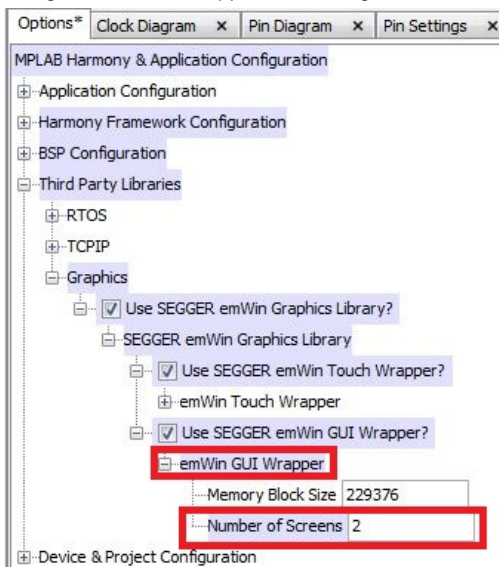 Options* Clock Diagram x Pin Diagram x Pin Settings x
MPLAB Harmony & Application Configuration
Application Configuration
Harmony Framework Configuration
BSP Configuration
Third Party Libraries
RTOS
TCPIP
Graphics
Use SEGGER emWin Graphics Library?
SEGGER emWin Graphics Library
Use SEGGER emWin Touch Wrapper?
emWin Touch Wrapper
Use SEGGER emWin GUI Wrapper?
emWin GUI Wrapper
Memory Block Size 229376
Number of Screens 2
Device & Project Configuration